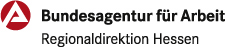 Bundesagentur für Arbeit
Regionaldirektion Hessen